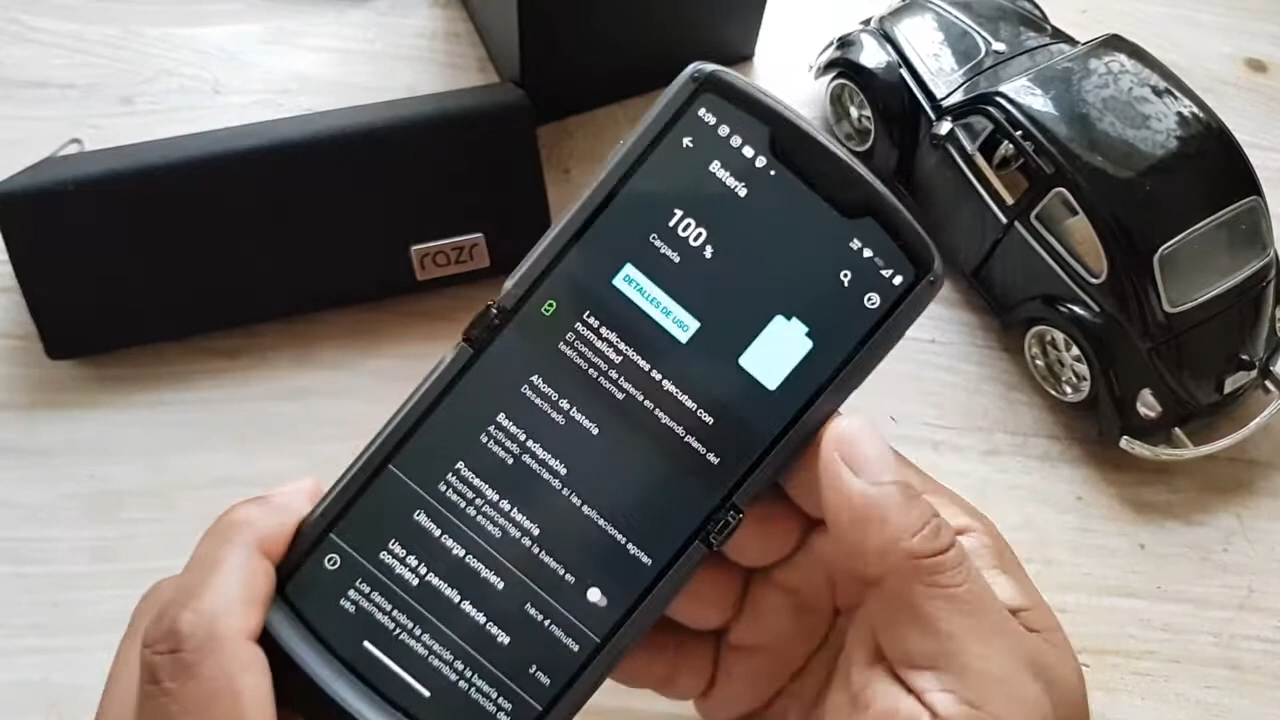 razr
8:09
Batería
100 %
Cargada
DETALLES DE USO
Las aplicaciones se ejecutan con
normalidad
El consumo de batería en segundo plano del
teléfono es normal
Ahorro de batería
Desactivado
Batería adaptable
Activado: detectando si las aplicaciones agotan
la batería
Porcentaje de batería
Mostrar el porcentaje de la batería en
la barra de estado
Última carga completa
hace 4 minutos
Uso de la pantalla desde carga
completa
3 min
Los datos sobre la duración de la batería son
aproximados y pueden cambiar en función del
uso.